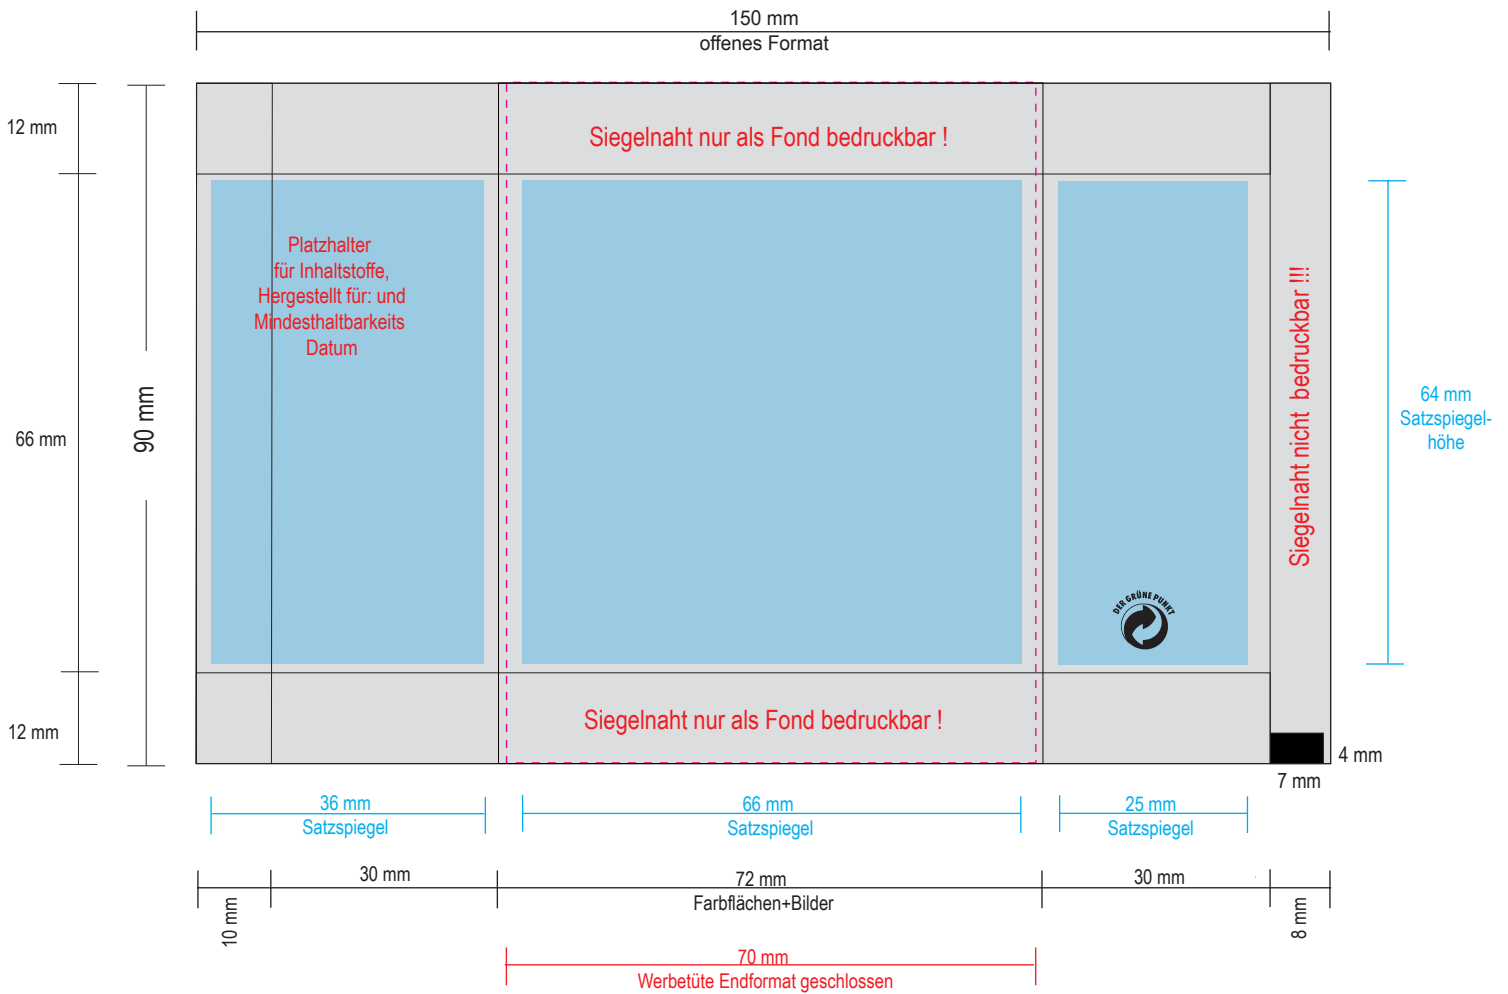 150 mm
offenes Format
12 mm
66 mm
12 mm
90 mm
Siegelnaht nur als Fond bedruckbar !
Platzhalter
für Inhaltstoffe,
Hergestellt für: und
Mindesthaltbarkeits
Datum
DER GRÜNE PUNKT
Siegelnaht nicht bedruckbar !!!
64 mm
Satzspiegel-
höhe
Siegelnaht nur als Fond bedruckbar !
4 mm
7 mm
36 mm
Satzspiegel
66 mm
Satzspiegel
25 mm
Satzspiegel
10 mm
30 mm
72 mm
Farbflächen+Bilder
30 mm
8 mm
70 mm
Werbetüte Endformat geschlossen